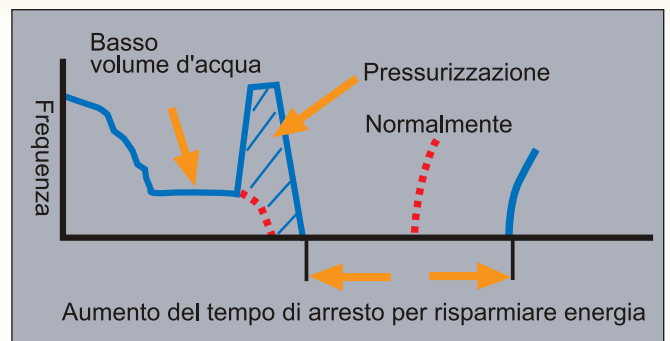 Basso
volume d'acqua
Pressurizzazione
Normalmente
Frequenza
Aumento del tempo di arresto per risparmiare energia